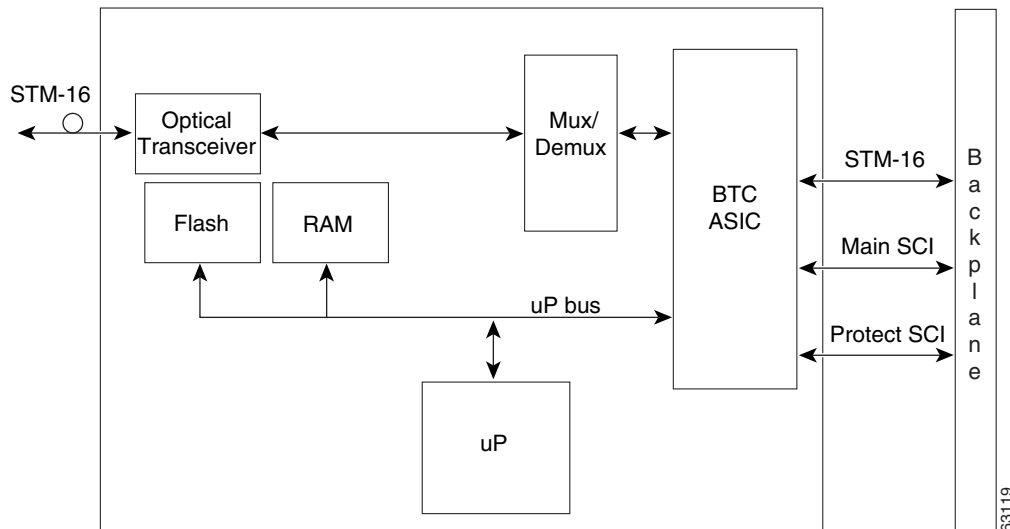 STM-16
Optical
Transceiver
Mux/
Demux
BTC
ASIC
STM-16
Backplane
Flash
RAM
Main SCI
uP bus
Protect SCI
uP
63119